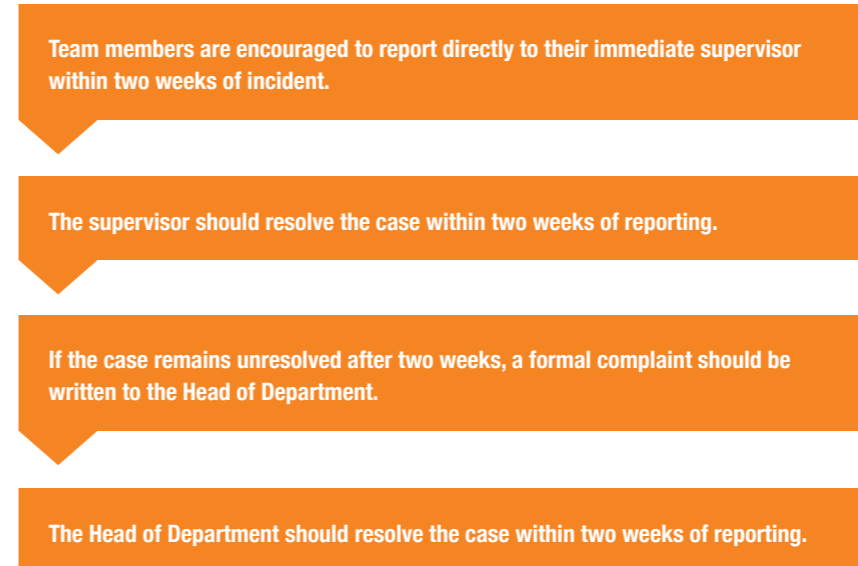 Team members are encouraged to report directly to their immediate supervisor
within two weeks of incident.
The supervisor should resolve the case within two weeks of reporting.
If the case remains unresolved after two weeks, a formal complaint should be
written to the Head of Department.
The Head of Department should resolve the case within two weeks of reporting.